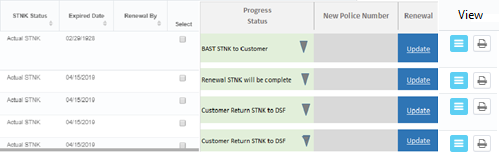 STNK Status Expired Date Renewal By Select Progress Status New Police Number Renewal View
Actual STNK 02/29/1928 BAST STNK to Customer Update
Actual STNK 04/15/2019 Renewal STNK will be complete Update
Actual STNK 04/15/2019 Customer Return STNK to DSF Update
Actual STNK 04/15/2019 Customer Return STNK to DSF Update